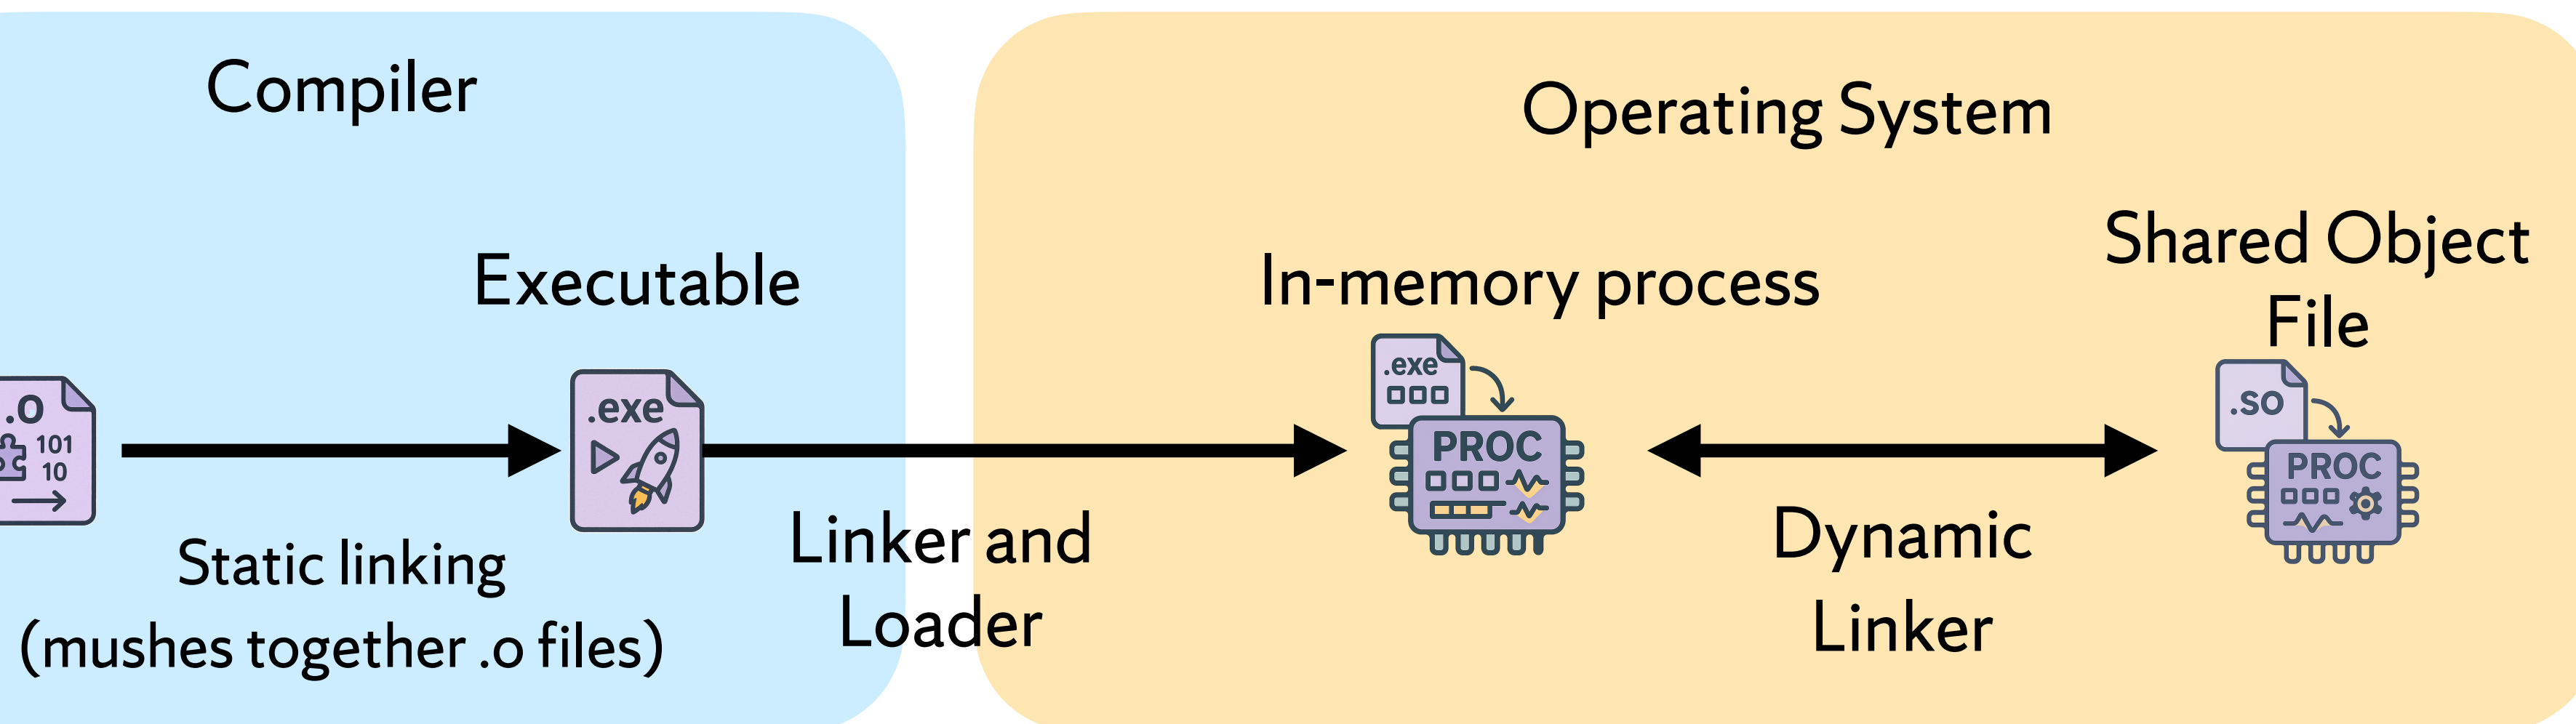 Compiler
Operating System
Executable
In-memory process
Shared Object
File
.o
101
10
.exe
.exe
PROC
.so
PROC
Static linking
(mushes together .o files)
Linker and
Loader
Dynamic
Linker